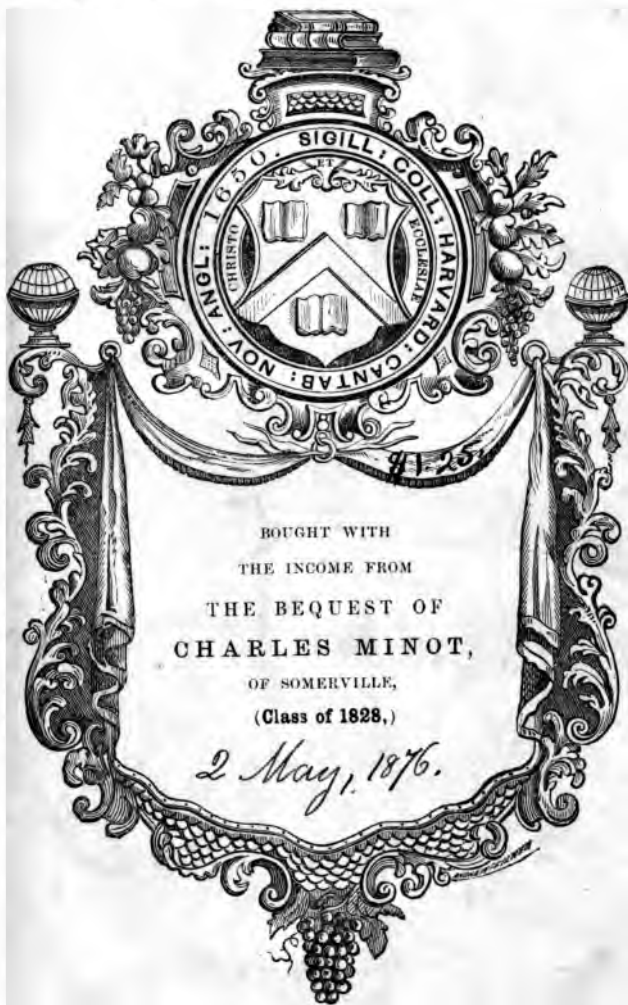 SIGILL: COLL: HARVARD: CANTAB: NOV: ANGL: 1650.
ET
CHRISTO
ECCLESIAE
$1.25.
BOUGHT WITH
THE INCOME FROM
THE BEQUEST OF
CHARLES MINOT,
OF SOMERVILLE,
(Class of 1828,)
2 May, 1876.